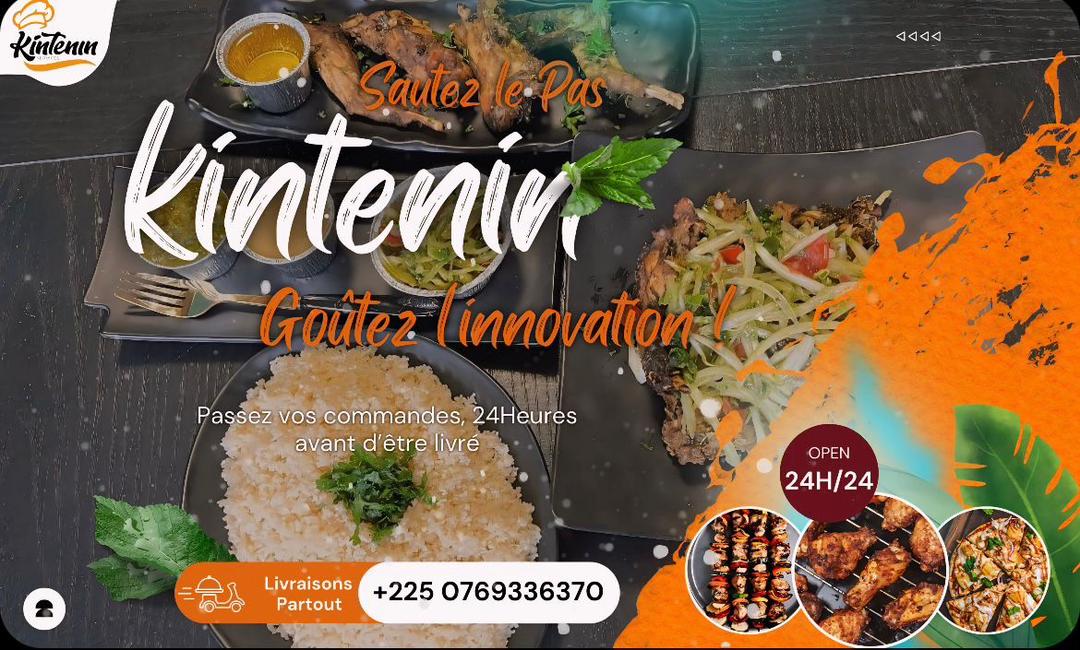 Kintenin
Sautez le Pas
Kintenin
Goûtez l'innovation !
Passez vos commandes, 24Heures
avant d'être livré
OPEN
24H/24
Livraisons
Partout
+225 0769336370